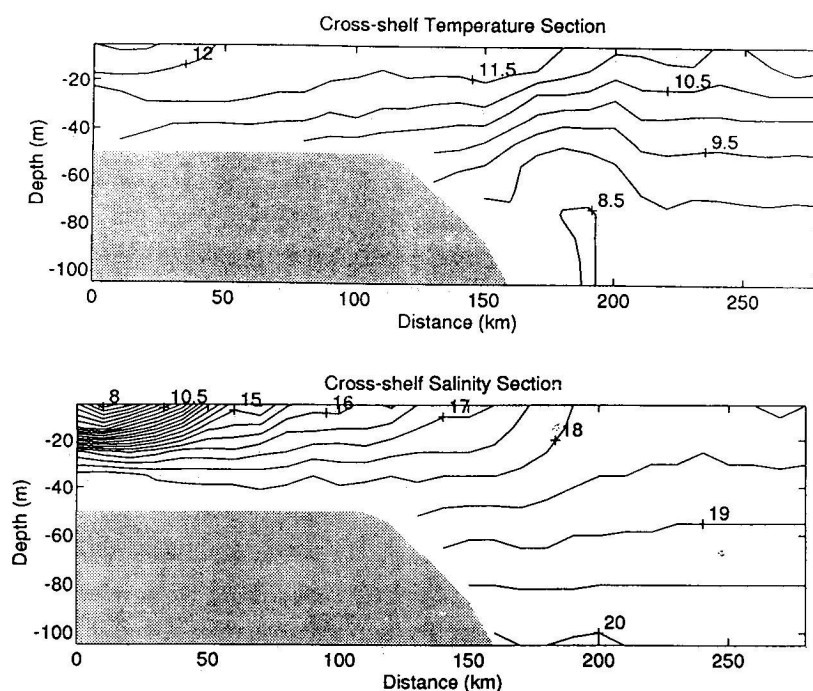 Cross-shelf Temperature Section
12
11.5
10.5
9.5
8.5
-20
-40
-60
-80
-100
Depth (m)
0 50 100 150 200 250
Distance (km)
Cross-shelf Salinity Section
8 10.5 15 16 17
18
19
20
-20
-40
-60
-80
-100
Depth (m)
0 50 100 150 200 250
Distance (km)